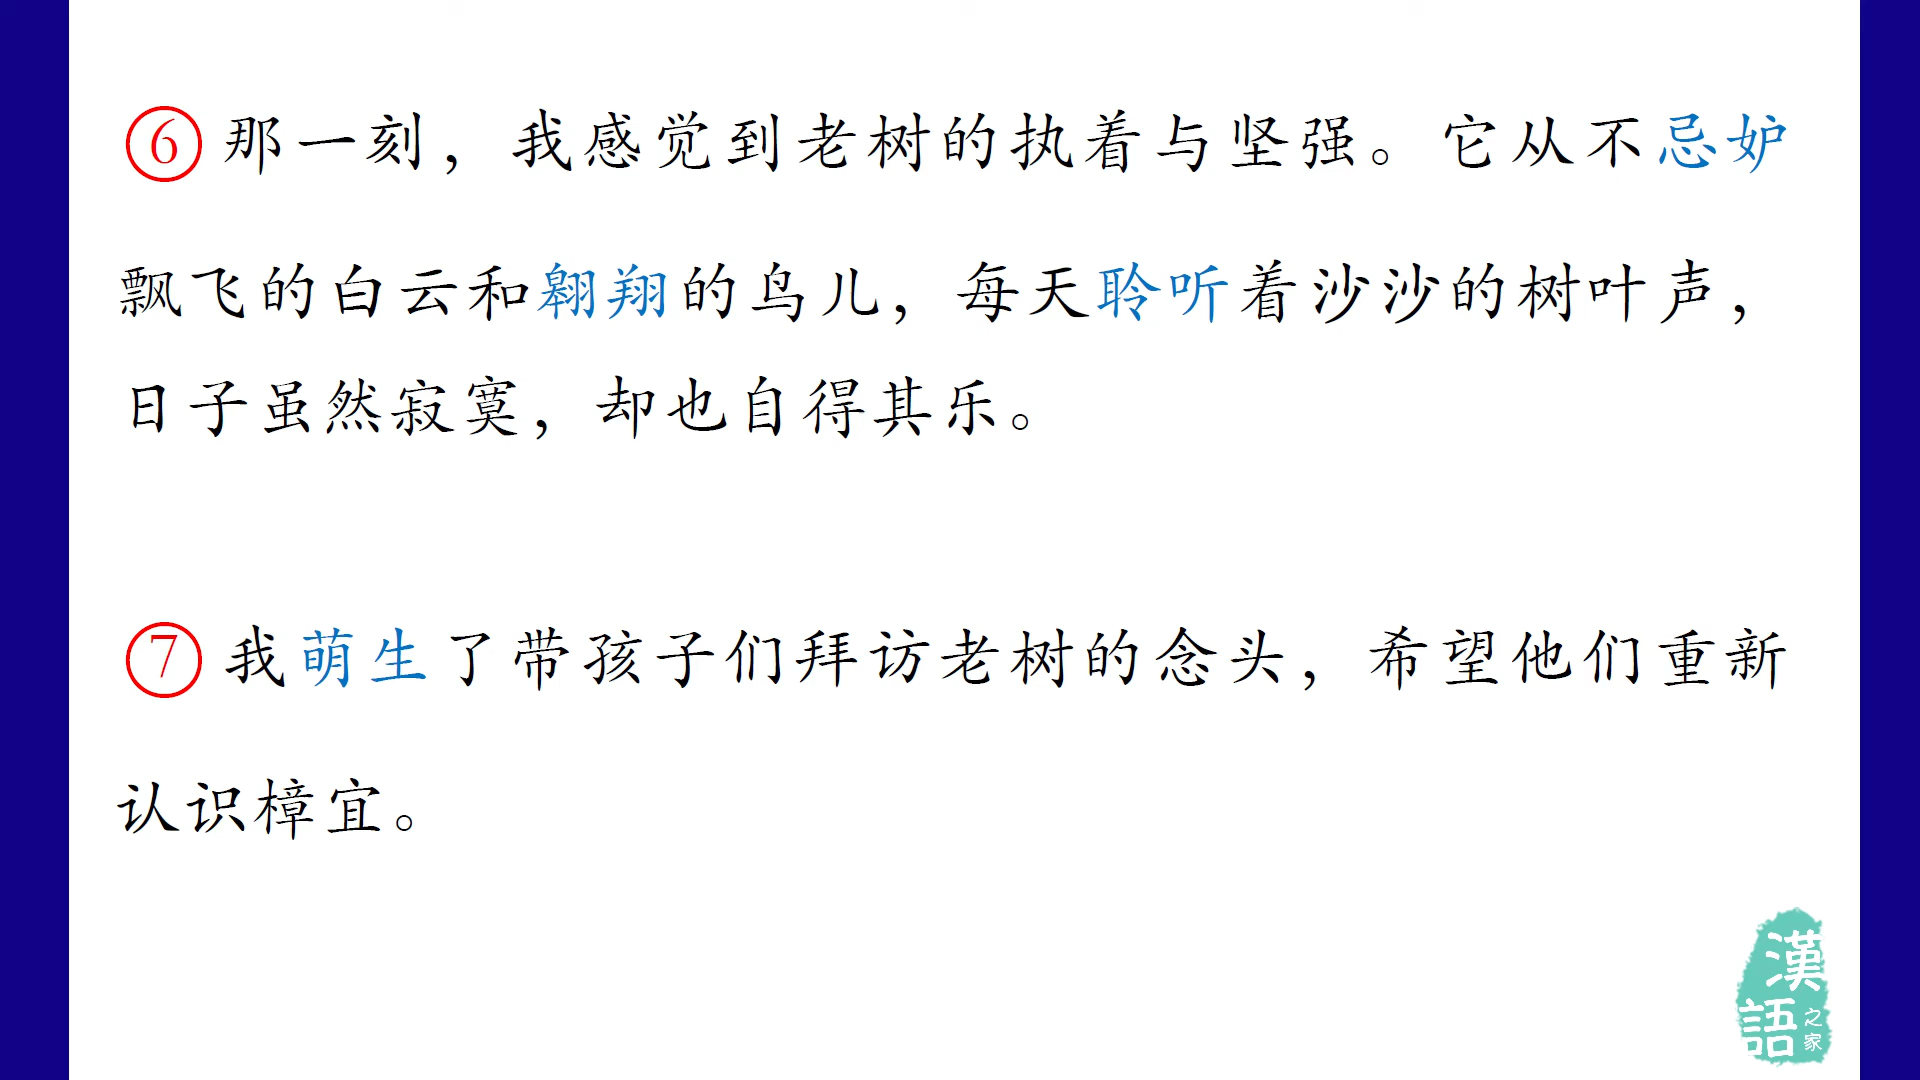 ⑥那一刻，我感觉到老树的执着与坚强。它从不忌妒
飘飞的白云和翱翔的鸟儿，每天聆听着沙沙的树叶声，
日子虽然寂寞，却也自得其乐。
⑦我萌生了带孩子们拜访老树的念头，希望他们重新
认识樟宜。
漢語之家